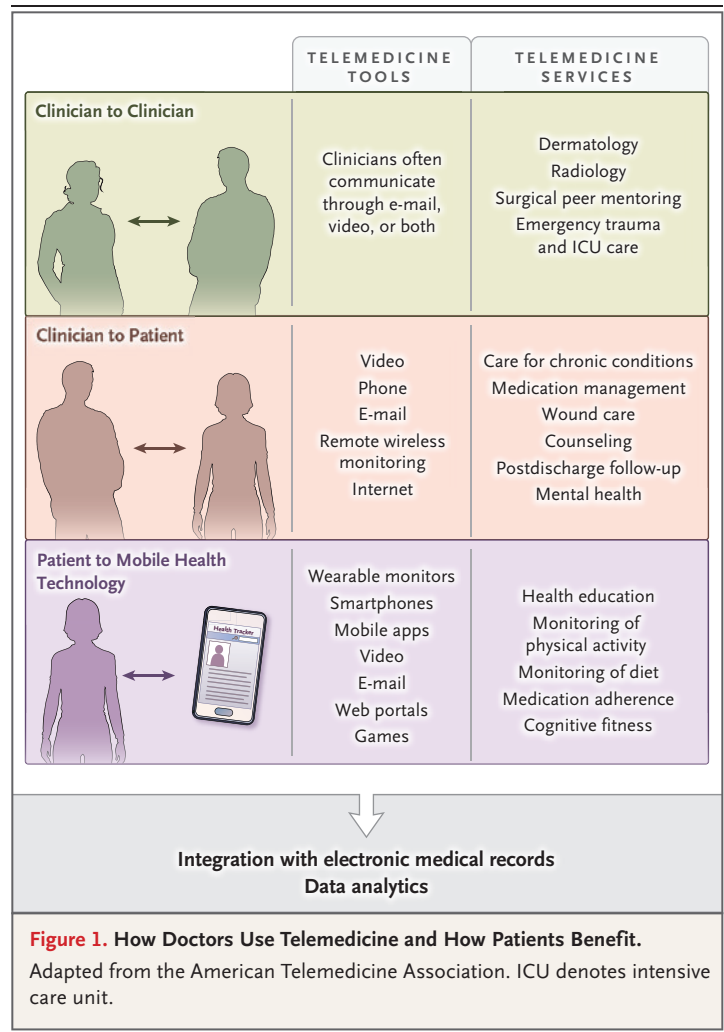 TELEMEDICINE
TOOLS
TELEMEDICINE
SERVICES
Clinician to Clinician
Clinicians often
communicate
through e-mail,
video, or both
Dermatology
Radiology
Surgical peer mentoring
Emergency trauma
and ICU care
Clinician to Patient
Video
Phone
E-mail
Remote wireless
monitoring
Internet
Care for chronic conditions
Medication management
Wound care
Counseling
Postdischarge follow-up
Mental health
Patient to Mobile Health
Technology
Health Tracker
Wearable monitors
Smartphones
Mobile apps
Video
E-mail
Web portals
Games
Health education
Monitoring of
physical activity
Monitoring of diet
Medication adherence
Cognitive fitness
Integration with electronic medical records
Data analytics
Figure 1. How Doctors Use Telemedicine and How Patients Benefit.
Adapted from the American Telemedicine Association. ICU denotes intensive
care unit.